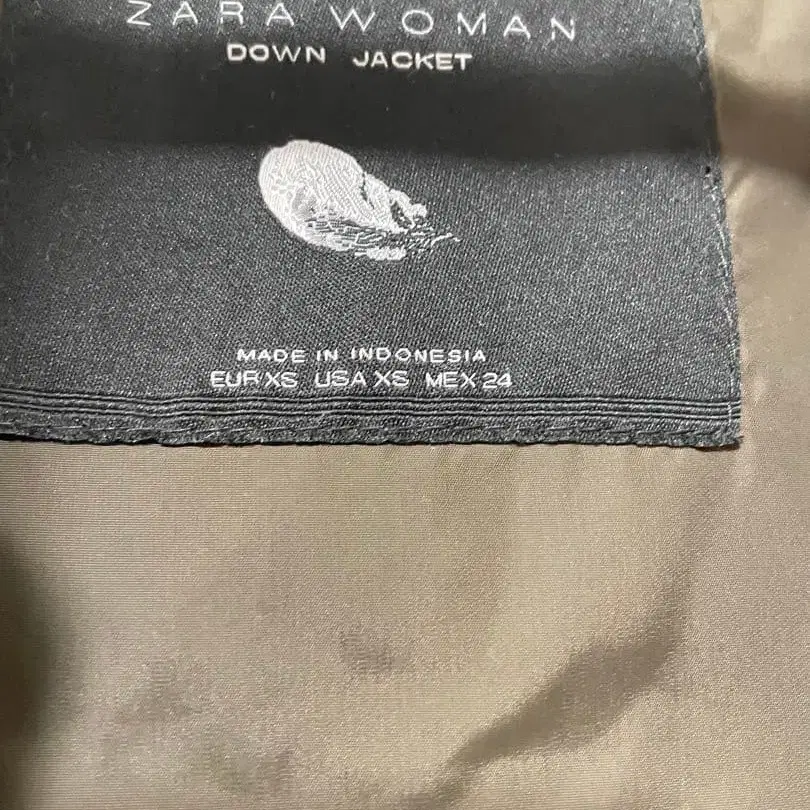 ZARA WOMAN
DOWN JACKET
MADE IN INDONESIA
EUR XS USA XS MEX 24